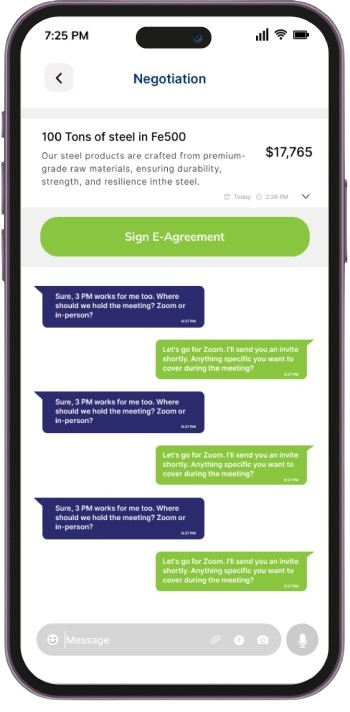 7:25 PM
Negotiation
100 Tons of steel in Fe500
$17,765
Our steel products are crafted from premium-
grade raw materials, ensuring durability,
strength, and resilience inthe steel.
Today 2:28 PM
Sign E-Agreement
Sure, 3 PM works for me too. Where
should we hold the meeting? Zoom or
in-person?
8:27 PM
Let's go for Zoom. I'll send you an invite
shortly. Anything specific you want to
cover during the meeting?
8:27 PM
Sure, 3 PM works for me too. Where
should we hold the meeting? Zoom or
in-person?
8:27 PM
Let's go for Zoom. I'll send you an invite
shortly. Anything specific you want to
cover during the meeting?
8:27 PM
Sure, 3 PM works for me too. Where
should we hold the meeting? Zoom or
in-person?
8:27 PM
Let's go for Zoom. I'll send you an invite
shortly. Anything specific you want to
cover during the meeting?
8:27 PM
Message